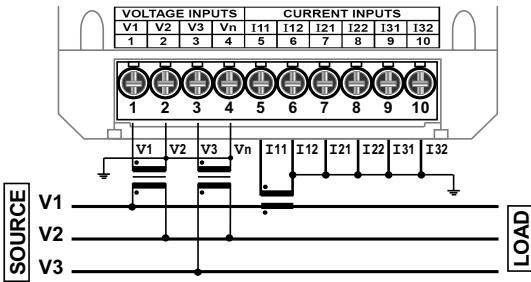 VOLTAGE INPUTS CURRENT INPUTS
V1 V2 V3 Vn I11 I12 I21 I22 I31 I32
1 2 3 4 5 6 7 8 9 10
1 2 3 4 5 6 7 8 9 10
V1 V2 V3 Vn I11 I12 I21 I22 I31 I32
SOURCE
V1
V2
V3
LOAD